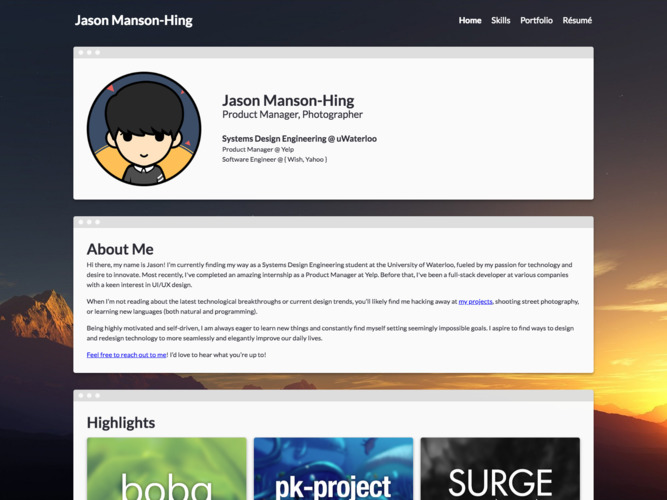 Jason Manson-Hing
Home Skills Portfolio Résumé
Jason Manson-Hing
Product Manager, Photographer
Systems Design Engineering @ uWaterloo
Product Manager @ Yelp
Software Engineer @ { Wish, Yahoo }
About Me
Hi there, my name is Jason! I'm currently finding my way as a Systems Design Engineering student at the University of Waterloo, fueled by my passion for technology and
desire to innovate. Most recently, I've completed an amazing internship as a Product Manager at Yelp. Before that, I've been a full-stack developer at various companies
with a keen interest in UI/UX design.
When I'm not reading about the latest technological breakthroughs or current design trends, you'll likely find me hacking away at my projects, shooting street photography,
or learning new languages (both natural and programming).
Being highly motivated and self-driven, I am always eager to learn new things and constantly find myself setting seemingly impossible goals. I aspire to find ways to design
and redesign technology to more seamlessly and elegantly improve our daily lives.
Feel free to reach out to me! I'd love to hear what you're up to!
Highlights
boba
pk-project
SURGE